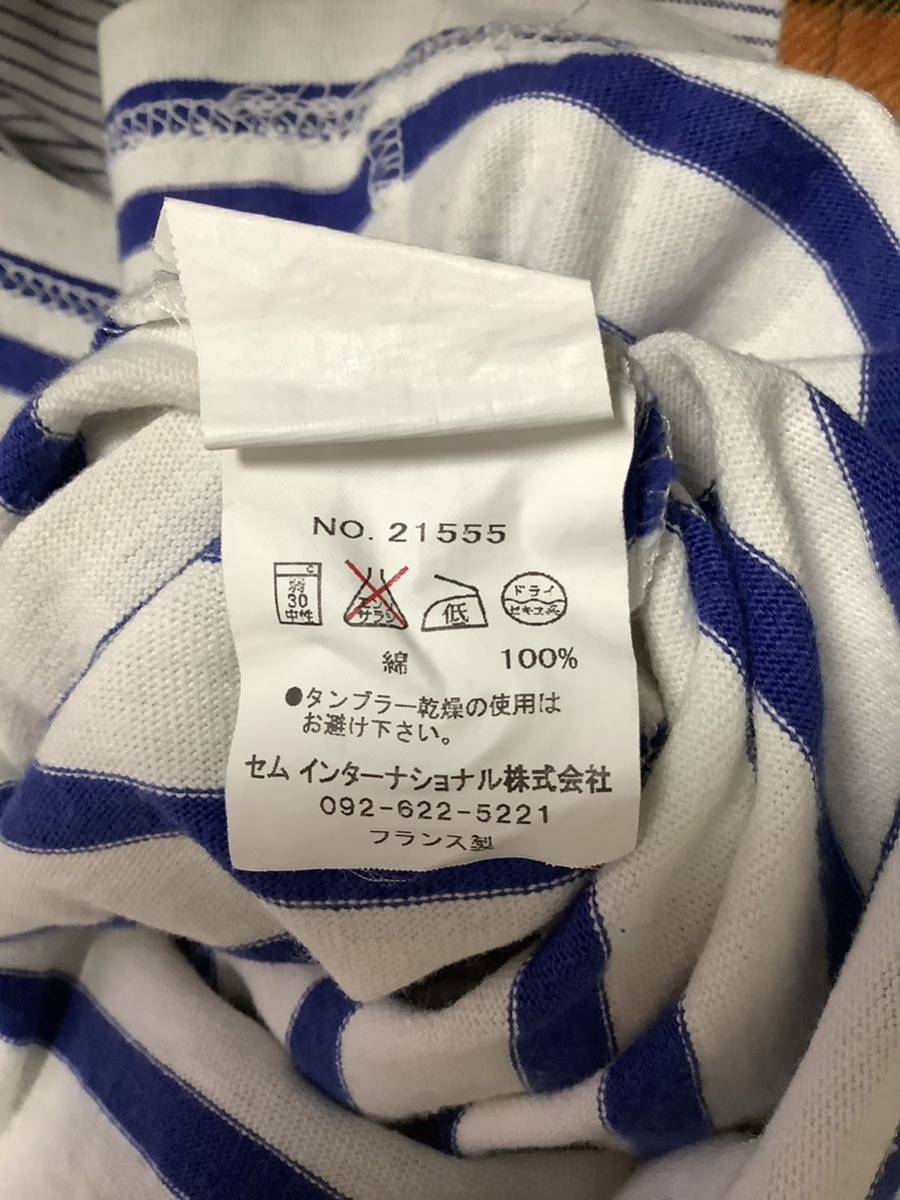 NO. 21555
C
弱
30
中性
エンソ
サラシ
低
ドライ
セキユ系
綿 100%
●タンブラー乾燥の使用は
お避け下さい。
セム インターナショナル株式会社
092-622-5221
フランス製